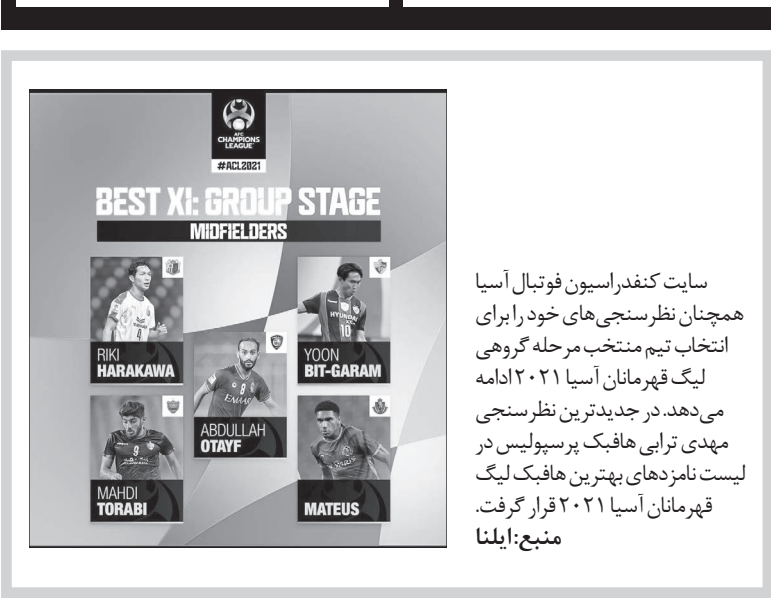 AFC
CHAMPIONS
LEAGUE
#ACL2021
BEST XI: GROUP STAGE
MIDFIELDERS
RIKI
HARAKAWA
YOON
BIT-GARAM
ABDULLAH
OTAYF
MAHDI
TORABI
MATEUS
سایت کنفدراسیون فوتبال آسیا
همچنان نظرسنجی‌های خود را برای
انتخاب تیم منتخب مرحله گروهی
لیگ قهرمانان آسیا ۲۰۲۱ ادامه
می‌دهد. در جدیدترین نظرسنجی
مهدی ترابی هافبک پرسپولیس در
لیست نامزدهای بهترین هافبک لیگ
قهرمانان آسیا ۲۰۲۱ قرار گرفت.
منبع: ایلنا